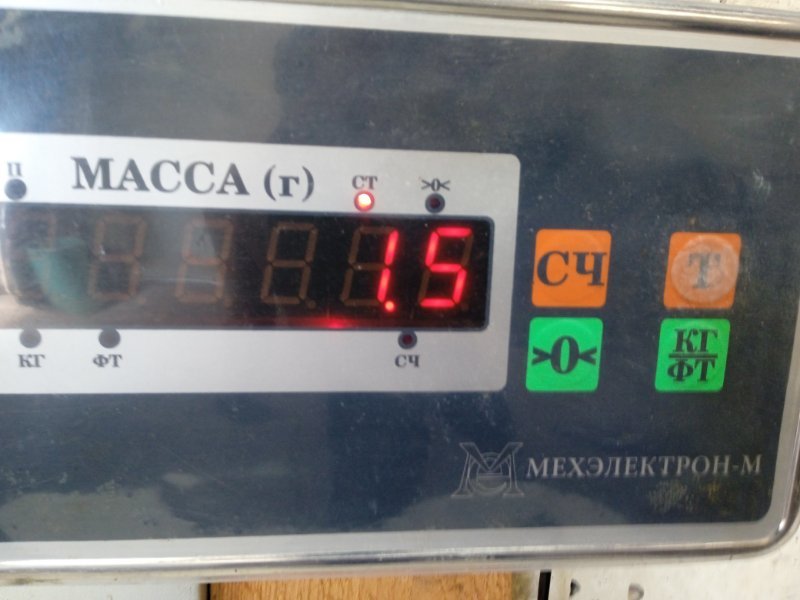 П МАССА (г) СТ >0<
1.5
КГ ФТ СЧ
СЧ Т
>0< КГ/ФТ
МЕХЭЛЕКТРОН-М